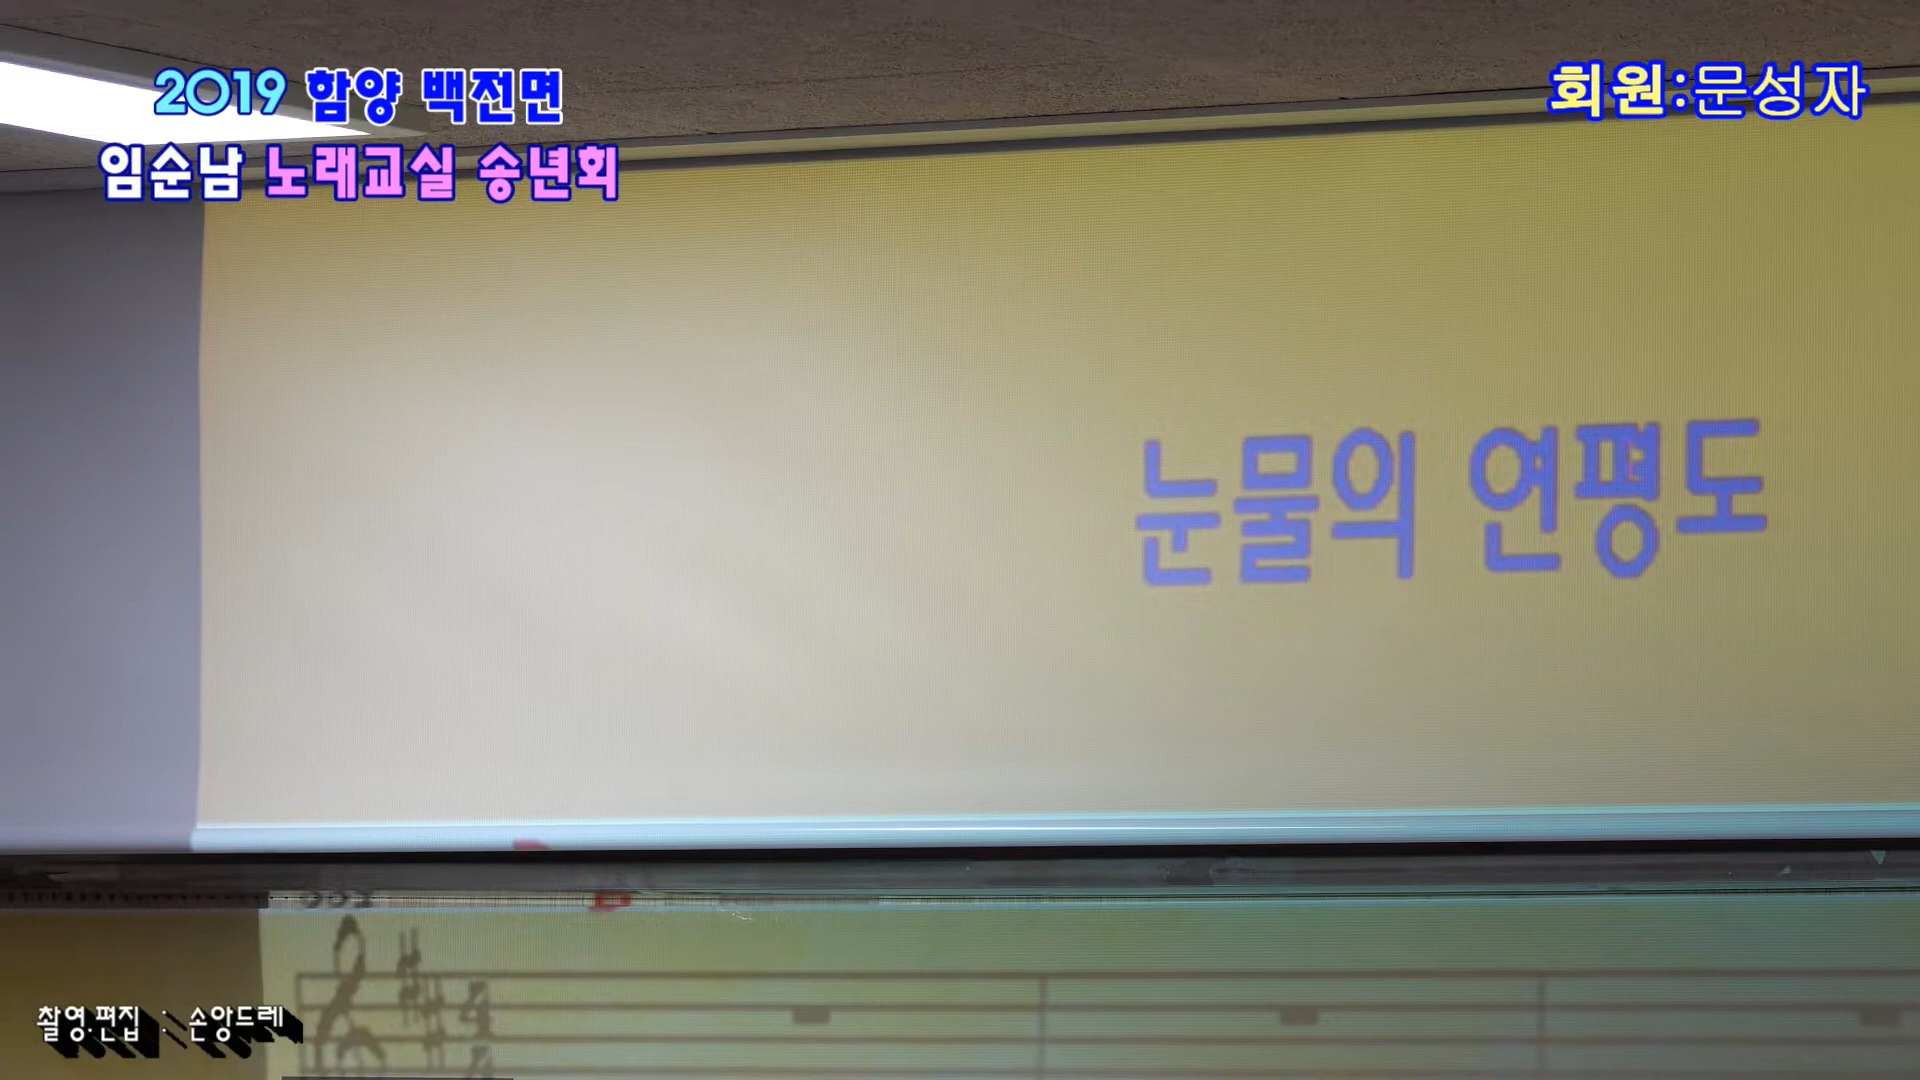 2019 함양 백전면
임순남 노래교실 송년회
회원:문성자
눈물의 연평도
촬영.편집 : 손앙드레